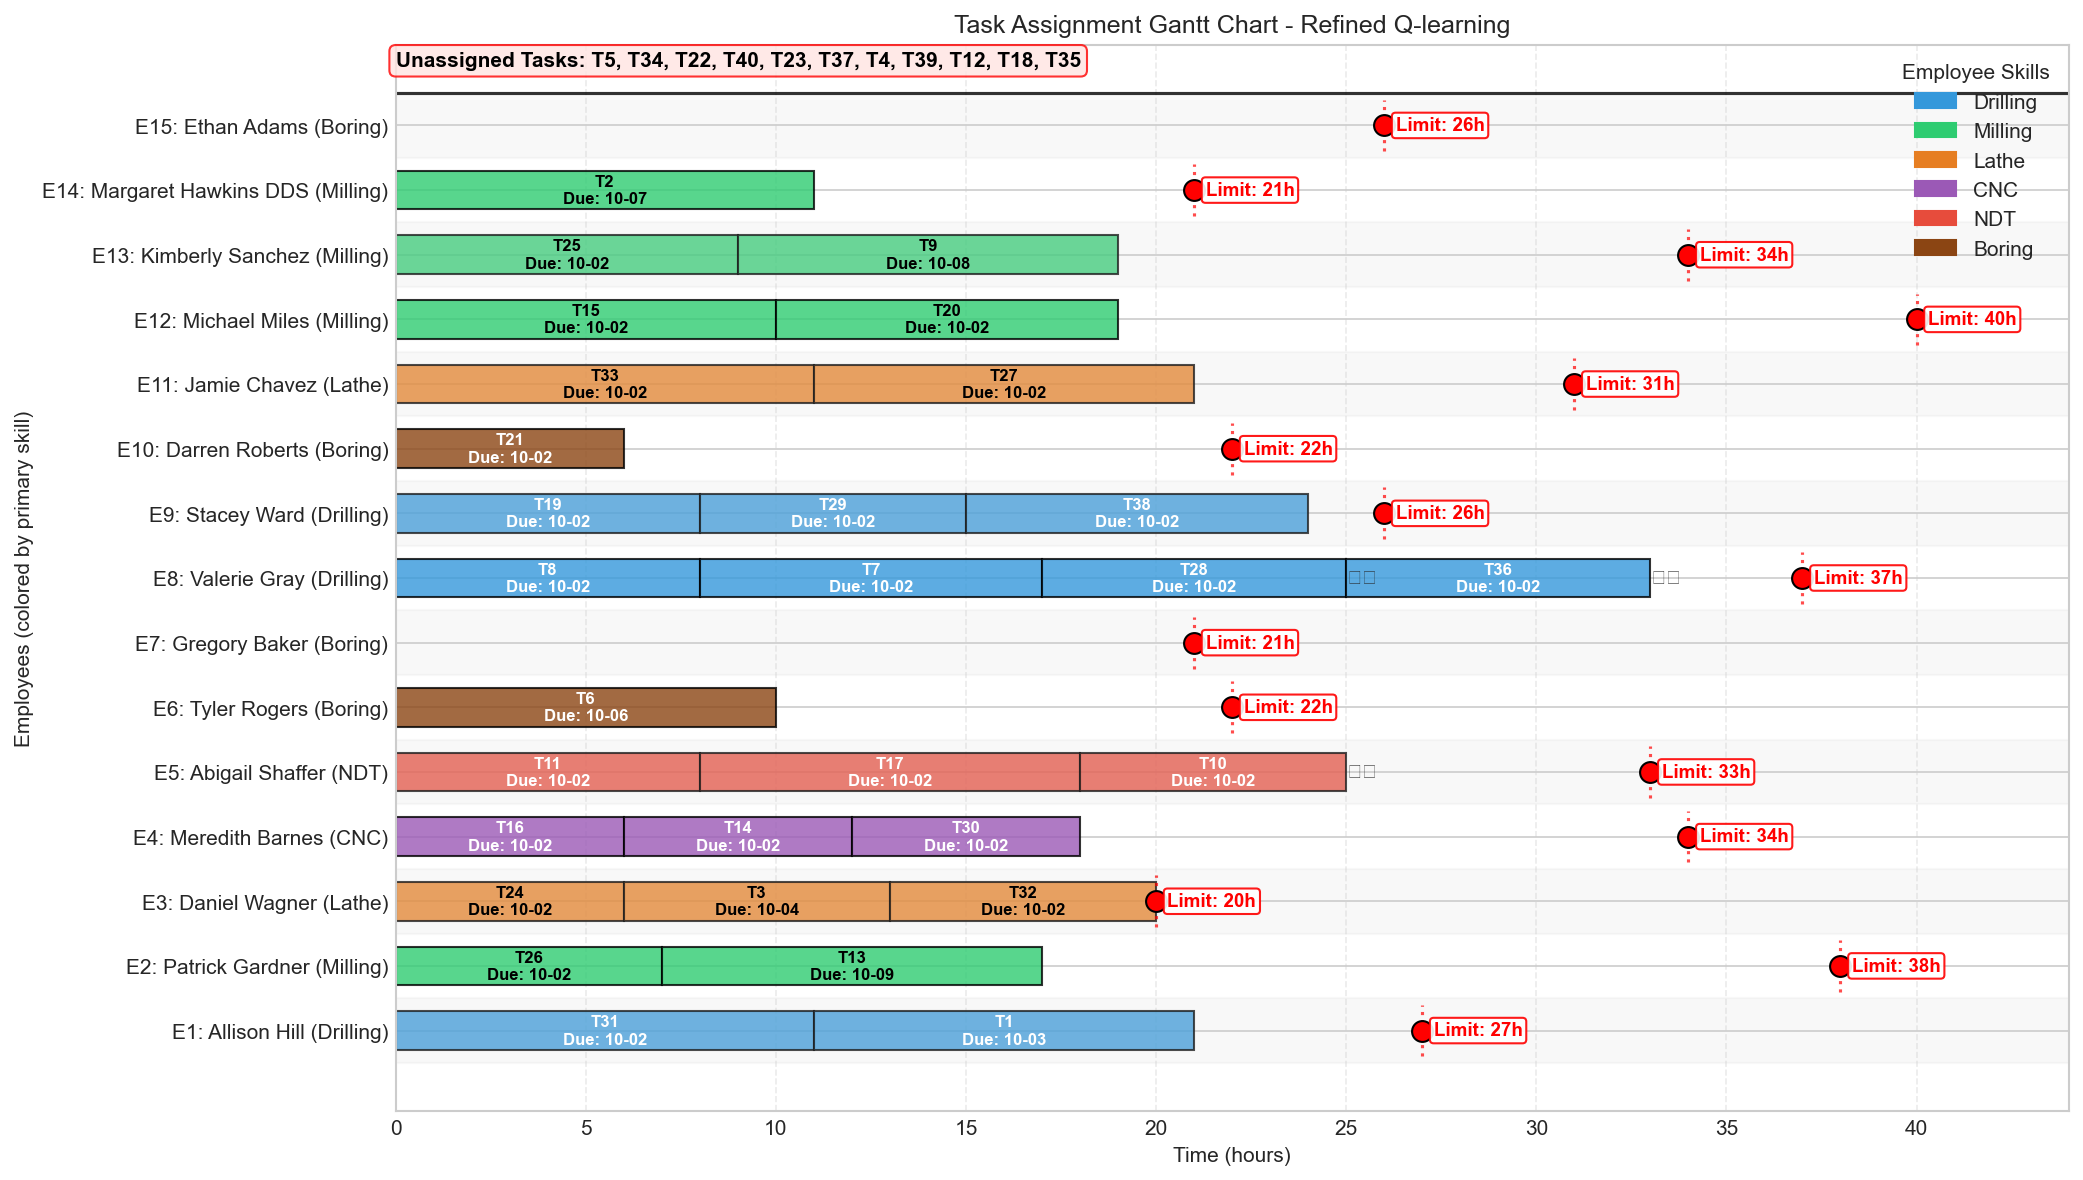 Task Assignment Gantt Chart - Refined Q-learning
Unassigned Tasks: T5, T34, T22, T40, T23, T37, T4, T39, T12, T18, T35
Employee Skills
Drilling
Milling
Lathe
CNC
NDT
Boring
Employees (colored by primary skill)
E15: Ethan Adams (Boring)
Limit: 26h
E14: Margaret Hawkins DDS (Milling)
T2
Due: 10-07
Limit: 21h
E13: Kimberly Sanchez (Milling)
T25
Due: 10-02
T9
Due: 10-08
Limit: 34h
E12: Michael Miles (Milling)
T15
Due: 10-02
T20
Due: 10-02
Limit: 40h
E11: Jamie Chavez (Lathe)
T33
Due: 10-02
T27
Due: 10-02
Limit: 31h
E10: Darren Roberts (Boring)
T21
Due: 10-02
Limit: 22h
E9: Stacey Ward (Drilling)
T19
Due: 10-02
T29
Due: 10-02
T38
Due: 10-02
Limit: 26h
E8: Valerie Gray (Drilling)
T8
Due: 10-02
T7
Due: 10-02
T28
Due: 10-02
T36
Due: 10-02
Limit: 37h
E7: Gregory Baker (Boring)
Limit: 21h
E6: Tyler Rogers (Boring)
T6
Due: 10-06
Limit: 22h
E5: Abigail Shaffer (NDT)
T11
Due: 10-02
T17
Due: 10-02
T10
Due: 10-02
Limit: 33h
E4: Meredith Barnes (CNC)
T16
Due: 10-02
T14
Due: 10-02
T30
Due: 10-02
Limit: 34h
E3: Daniel Wagner (Lathe)
T24
Due: 10-02
T3
Due: 10-04
T32
Due: 10-02
Limit: 20h
E2: Patrick Gardner (Milling)
T26
Due: 10-02
T13
Due: 10-09
Limit: 38h
E1: Allison Hill (Drilling)
T31
Due: 10-02
T1
Due: 10-03
Limit: 27h
0 5 10 15 20 25 30 35 40
Time (hours)